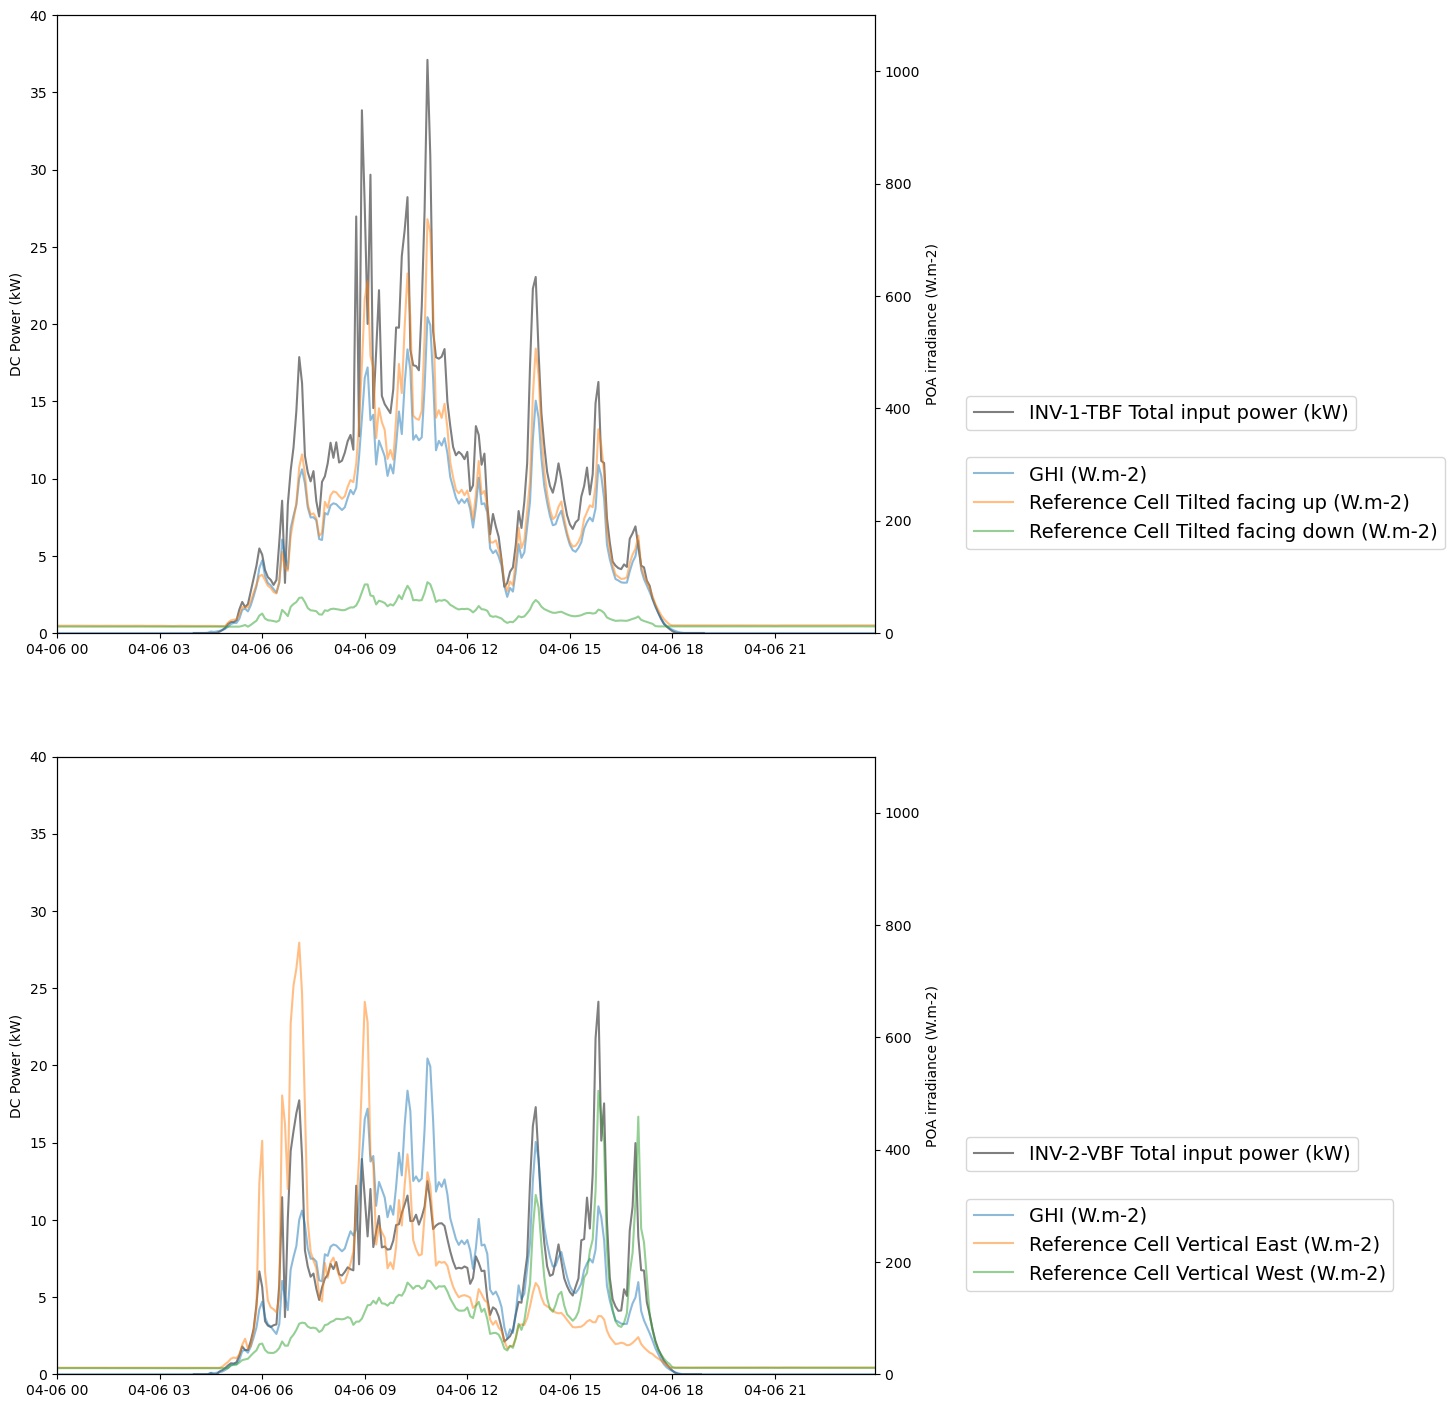 40
35
30
25
20
15
10
5
0
DC Power (kW)
1000
800
600
400
200
0
POA irradiance (W.m-2)
04-06 00 04-06 03 04-06 06 04-06 09 04-06 12 04-06 15 04-06 18 04-06 21
INV-1-TBF Total input power (kW)
GHI (W.m-2)
Reference Cell Tilted facing up (W.m-2)
Reference Cell Tilted facing down (W.m-2)
40
35
30
25
20
15
10
5
0
DC Power (kW)
1000
800
600
400
200
0
POA irradiance (W.m-2)
04-06 00 04-06 03 04-06 06 04-06 09 04-06 12 04-06 15 04-06 18 04-06 21
INV-2-VBF Total input power (kW)
GHI (W.m-2)
Reference Cell Vertical East (W.m-2)
Reference Cell Vertical West (W.m-2)